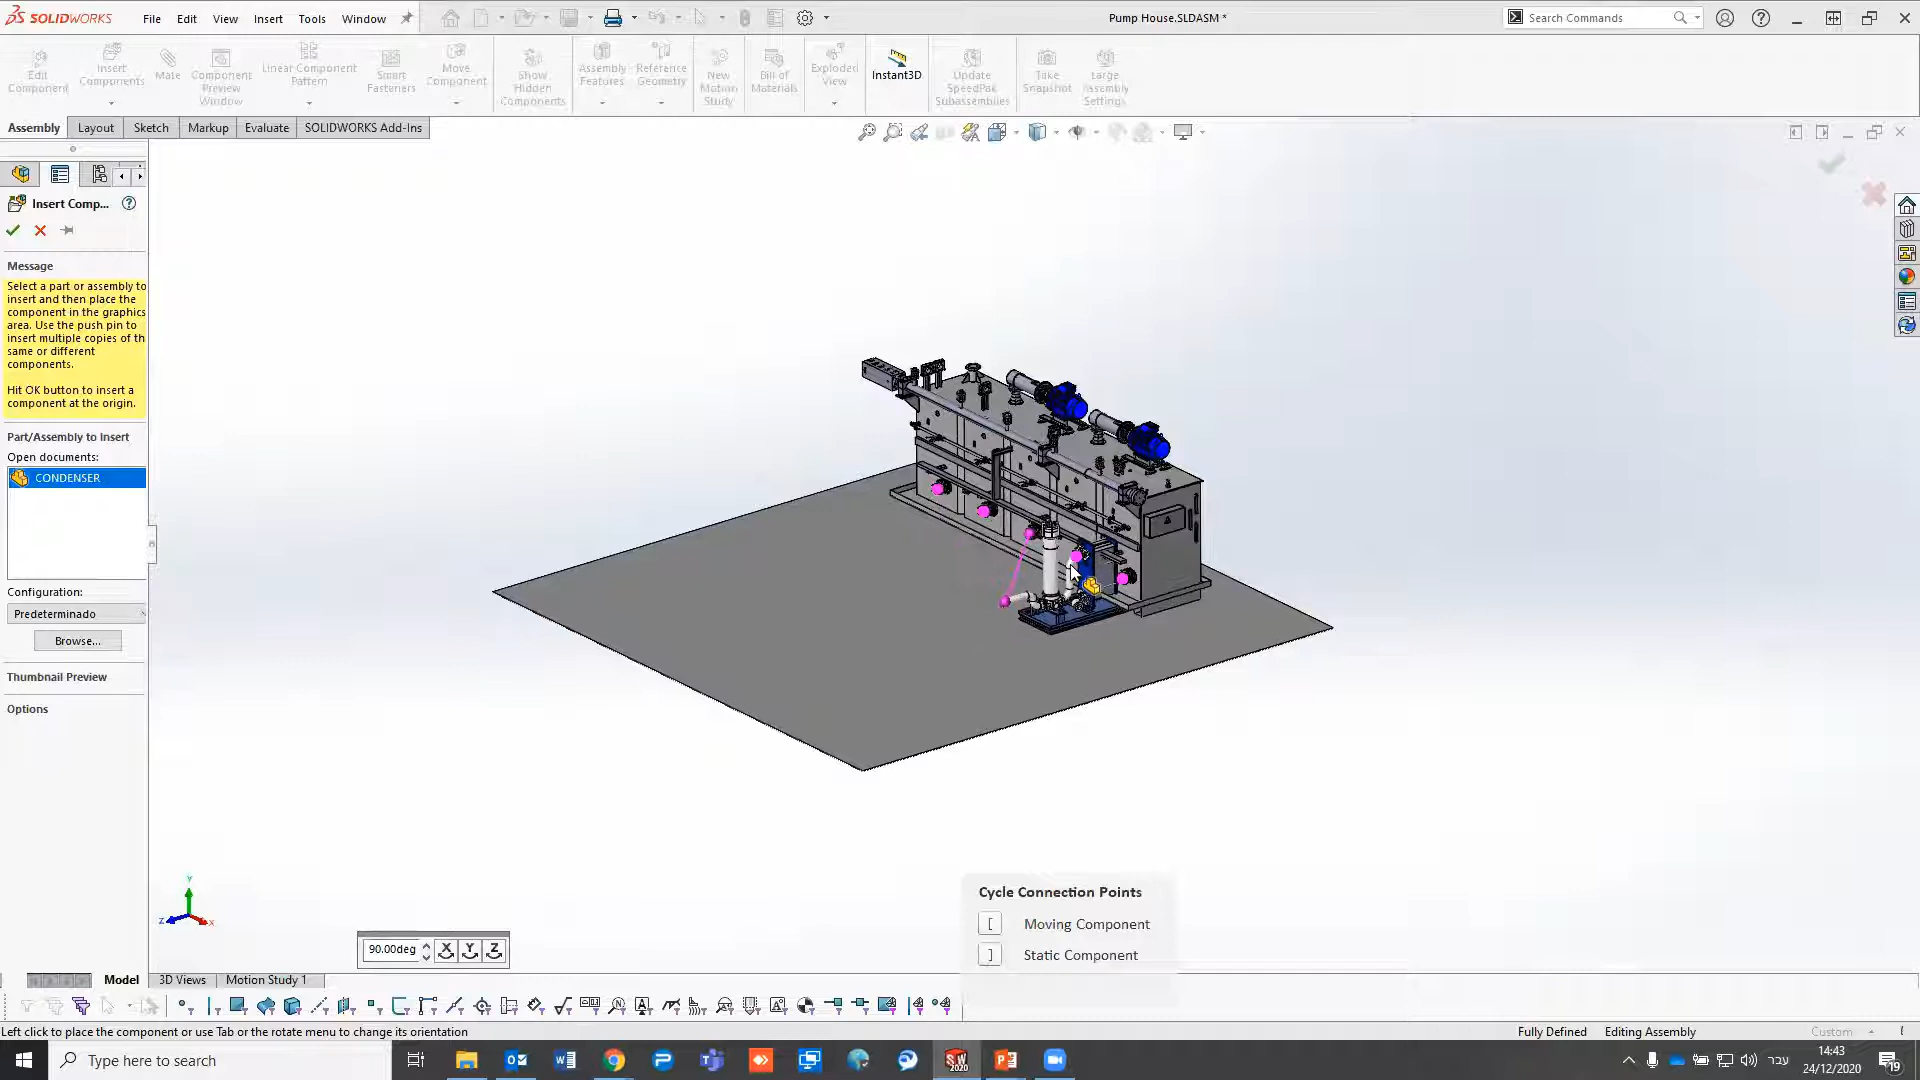 SOLIDWORKS
File Edit View Insert Tools Window
Pump House.SLDASM *
Search Commands
Edit Component
Insert Components
Mate
Component Preview Window
Linear Component Pattern
Smart Fasteners
Move Component
Show Hidden Components
Assembly Features
Reference Geometry
New Motion Study
Bill of Materials
Exploded View
Instant3D
Update SpeedPak Subassemblies
Take Snapshot
Large Assembly Settings
Assembly Layout Sketch Markup Evaluate SOLIDWORKS Add-Ins
Insert Comp...
Message
Select a part or assembly to
insert and then place the
component in the graphics
area. Use the push pin to
insert multiple copies of th
same or different
components.
Hit OK button to insert a
component at the origin.
Part/Assembly to Insert
Open documents:
CONDENSER
Configuration:
Predeterminado
Browse...
Thumbnail Preview
Options
Y
Z
X
90.00deg X Y Z
Cycle Connection Points
[ Moving Component
] Static Component
Model 3D Views Motion Study 1
Left click to place the component or use Tab or the rotate menu to change its orientation
Fully Defined Editing Assembly Custom
Type here to search
SW 2020
עבר
14:43
24/12/2020
19